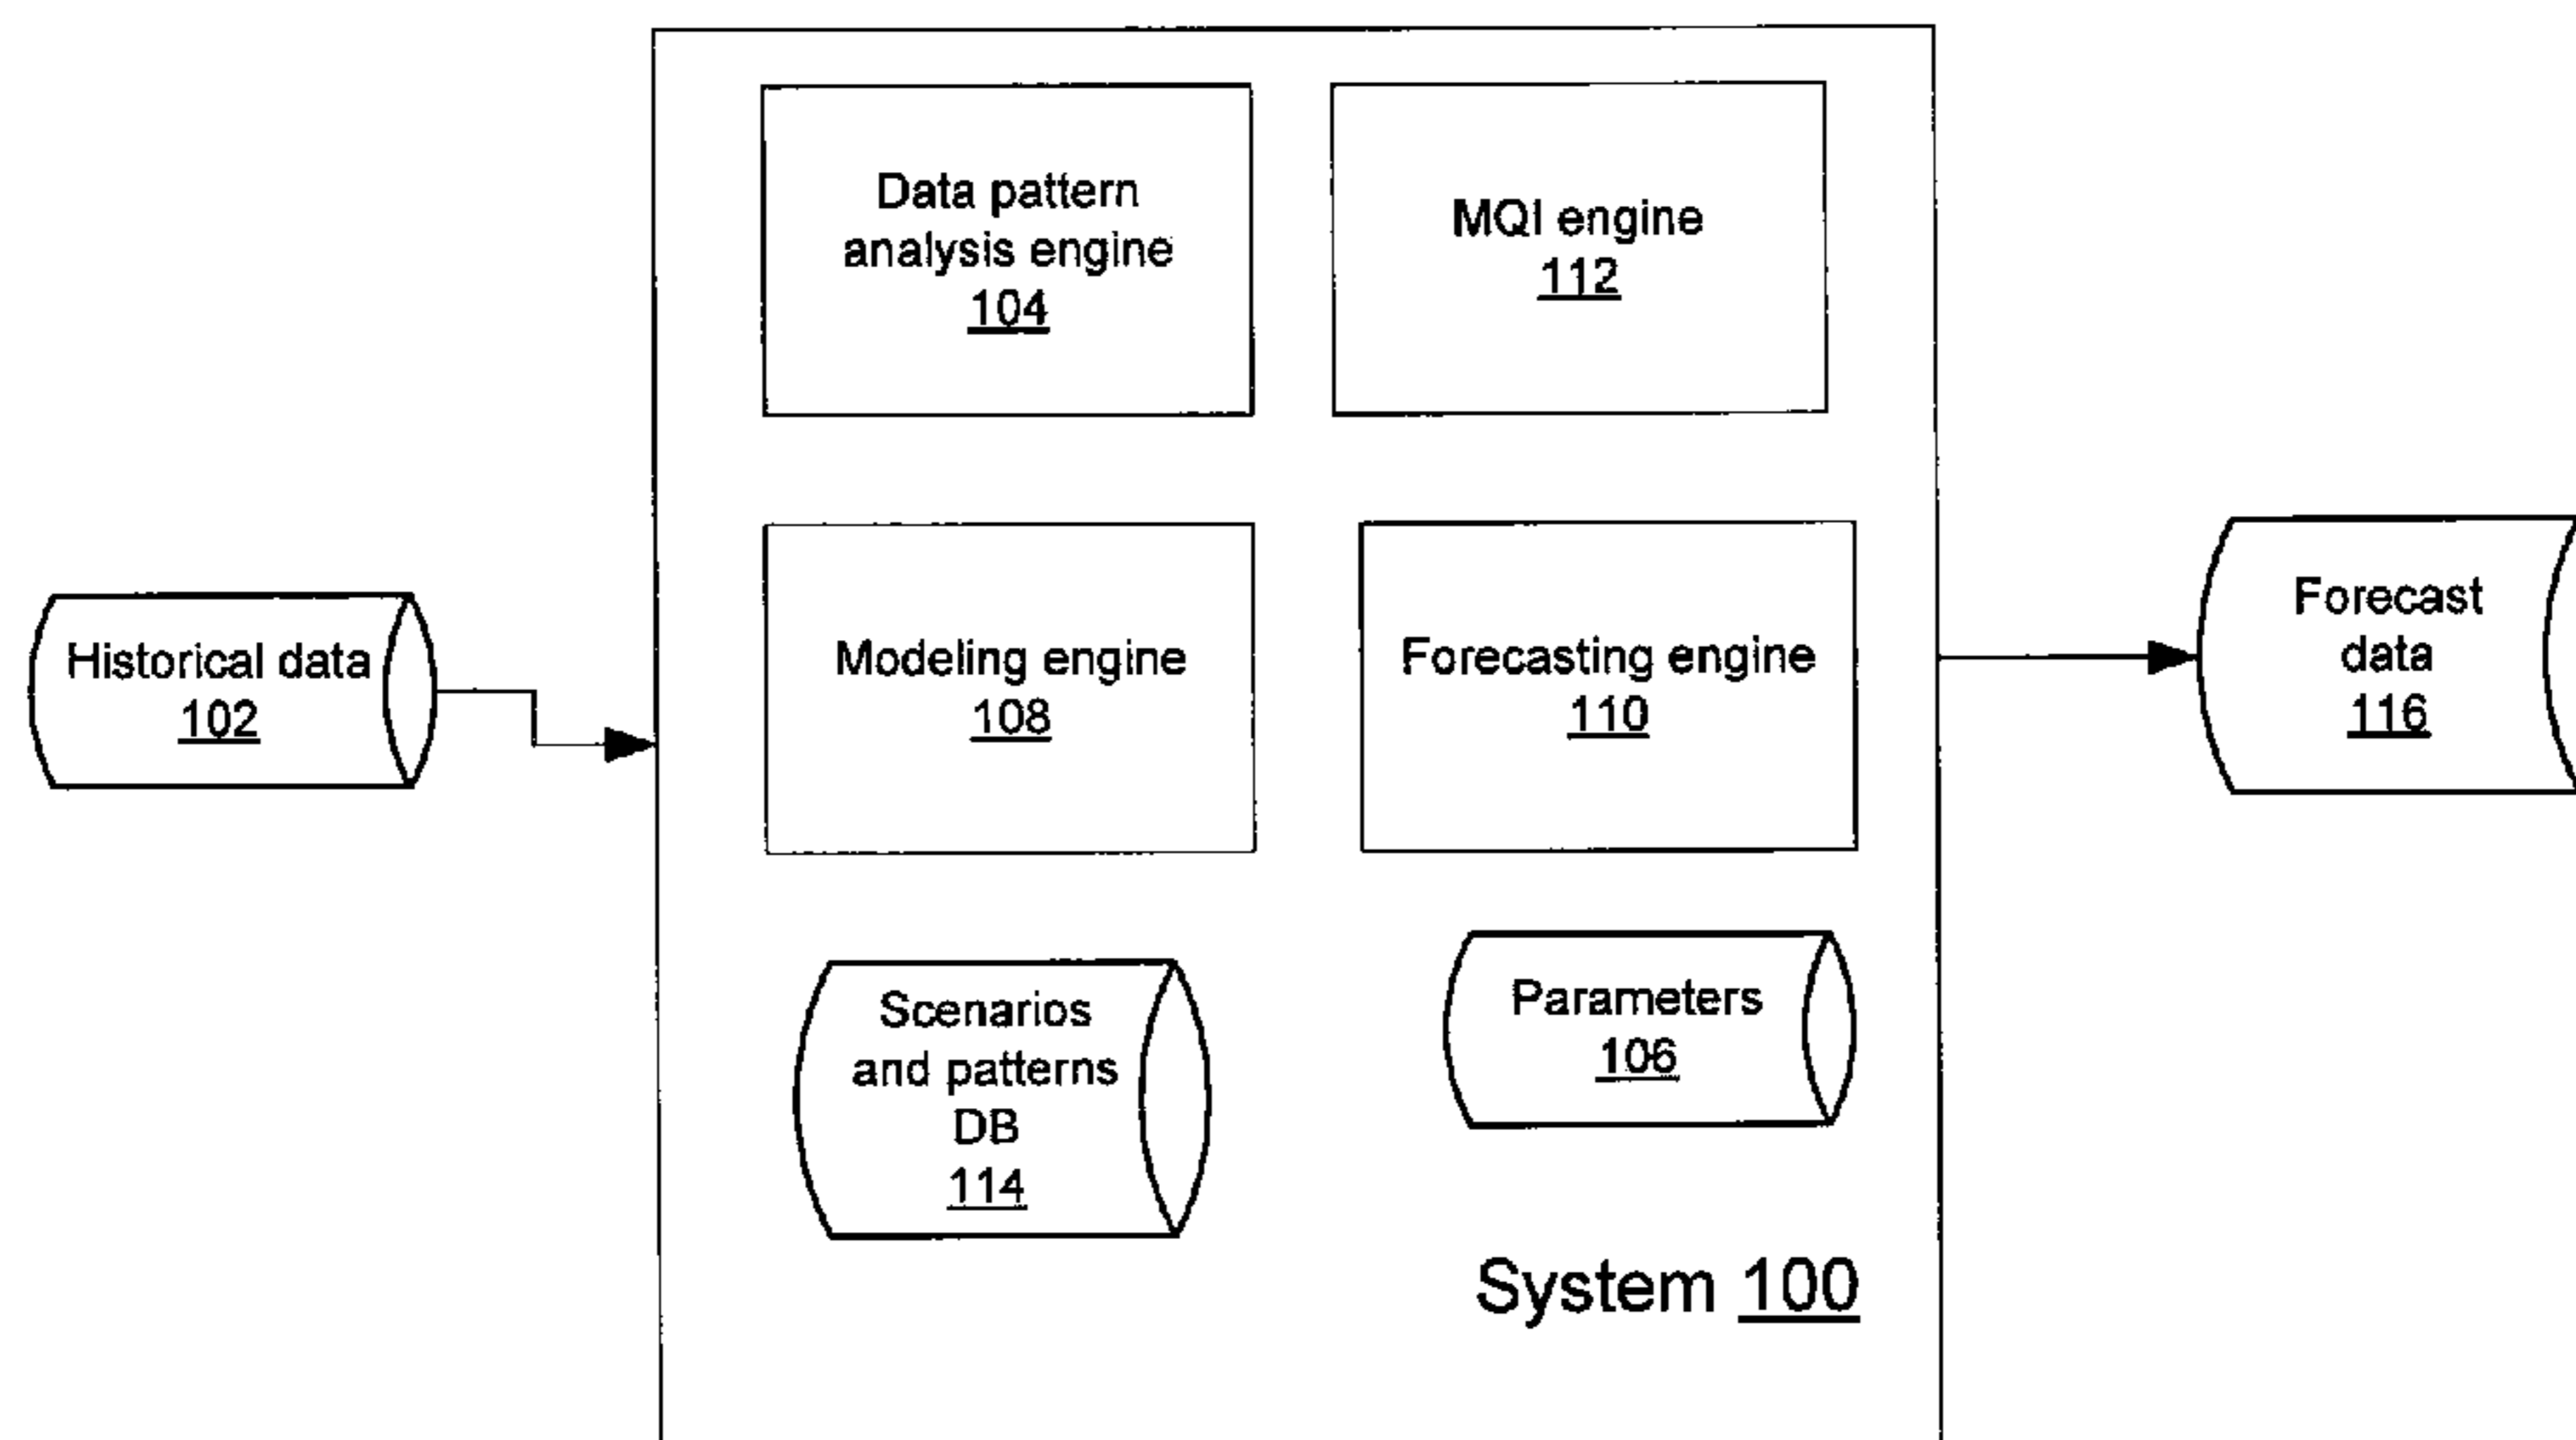 Data pattern
analysis engine
104
MQI engine
112
Historical data
102
Modeling engine
108
Forecasting engine
110
Forecast
data
116
Scenarios
and patterns
DB
114
Parameters
106
System 100